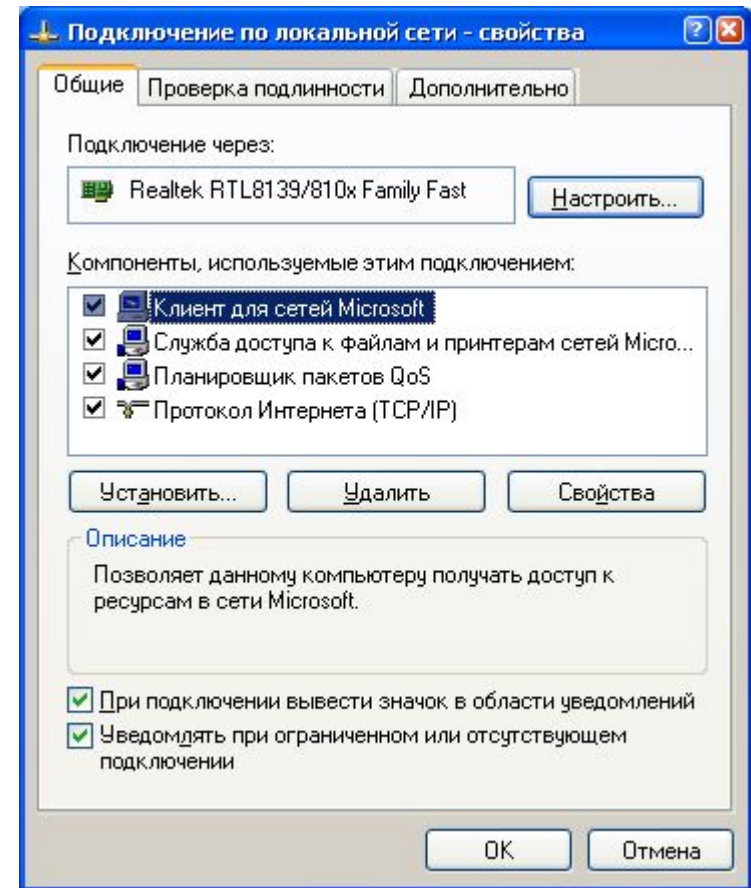 Подключение по локальной сети - свойства
Общие
Проверка подлинности
Дополнительно
Подключение через:
Realtek RTL8139/810x Family Fast
Настроить...
Компоненты, используемые этим подключением:
Клиент для сетей Microsoft
Служба доступа к файлам и принтерам сетей Micro...
Планировщик пакетов QoS
Протокол Интернета (TCP/IP)
Установить...
Удалить
Свойства
Описание
Позволяет данному компьютеру получать доступ к
ресурсам в сети Microsoft.
При подключении вывести значок в области уведомлений
Уведомлять при ограниченном или отсутствующем
подключении
OK
Отмена